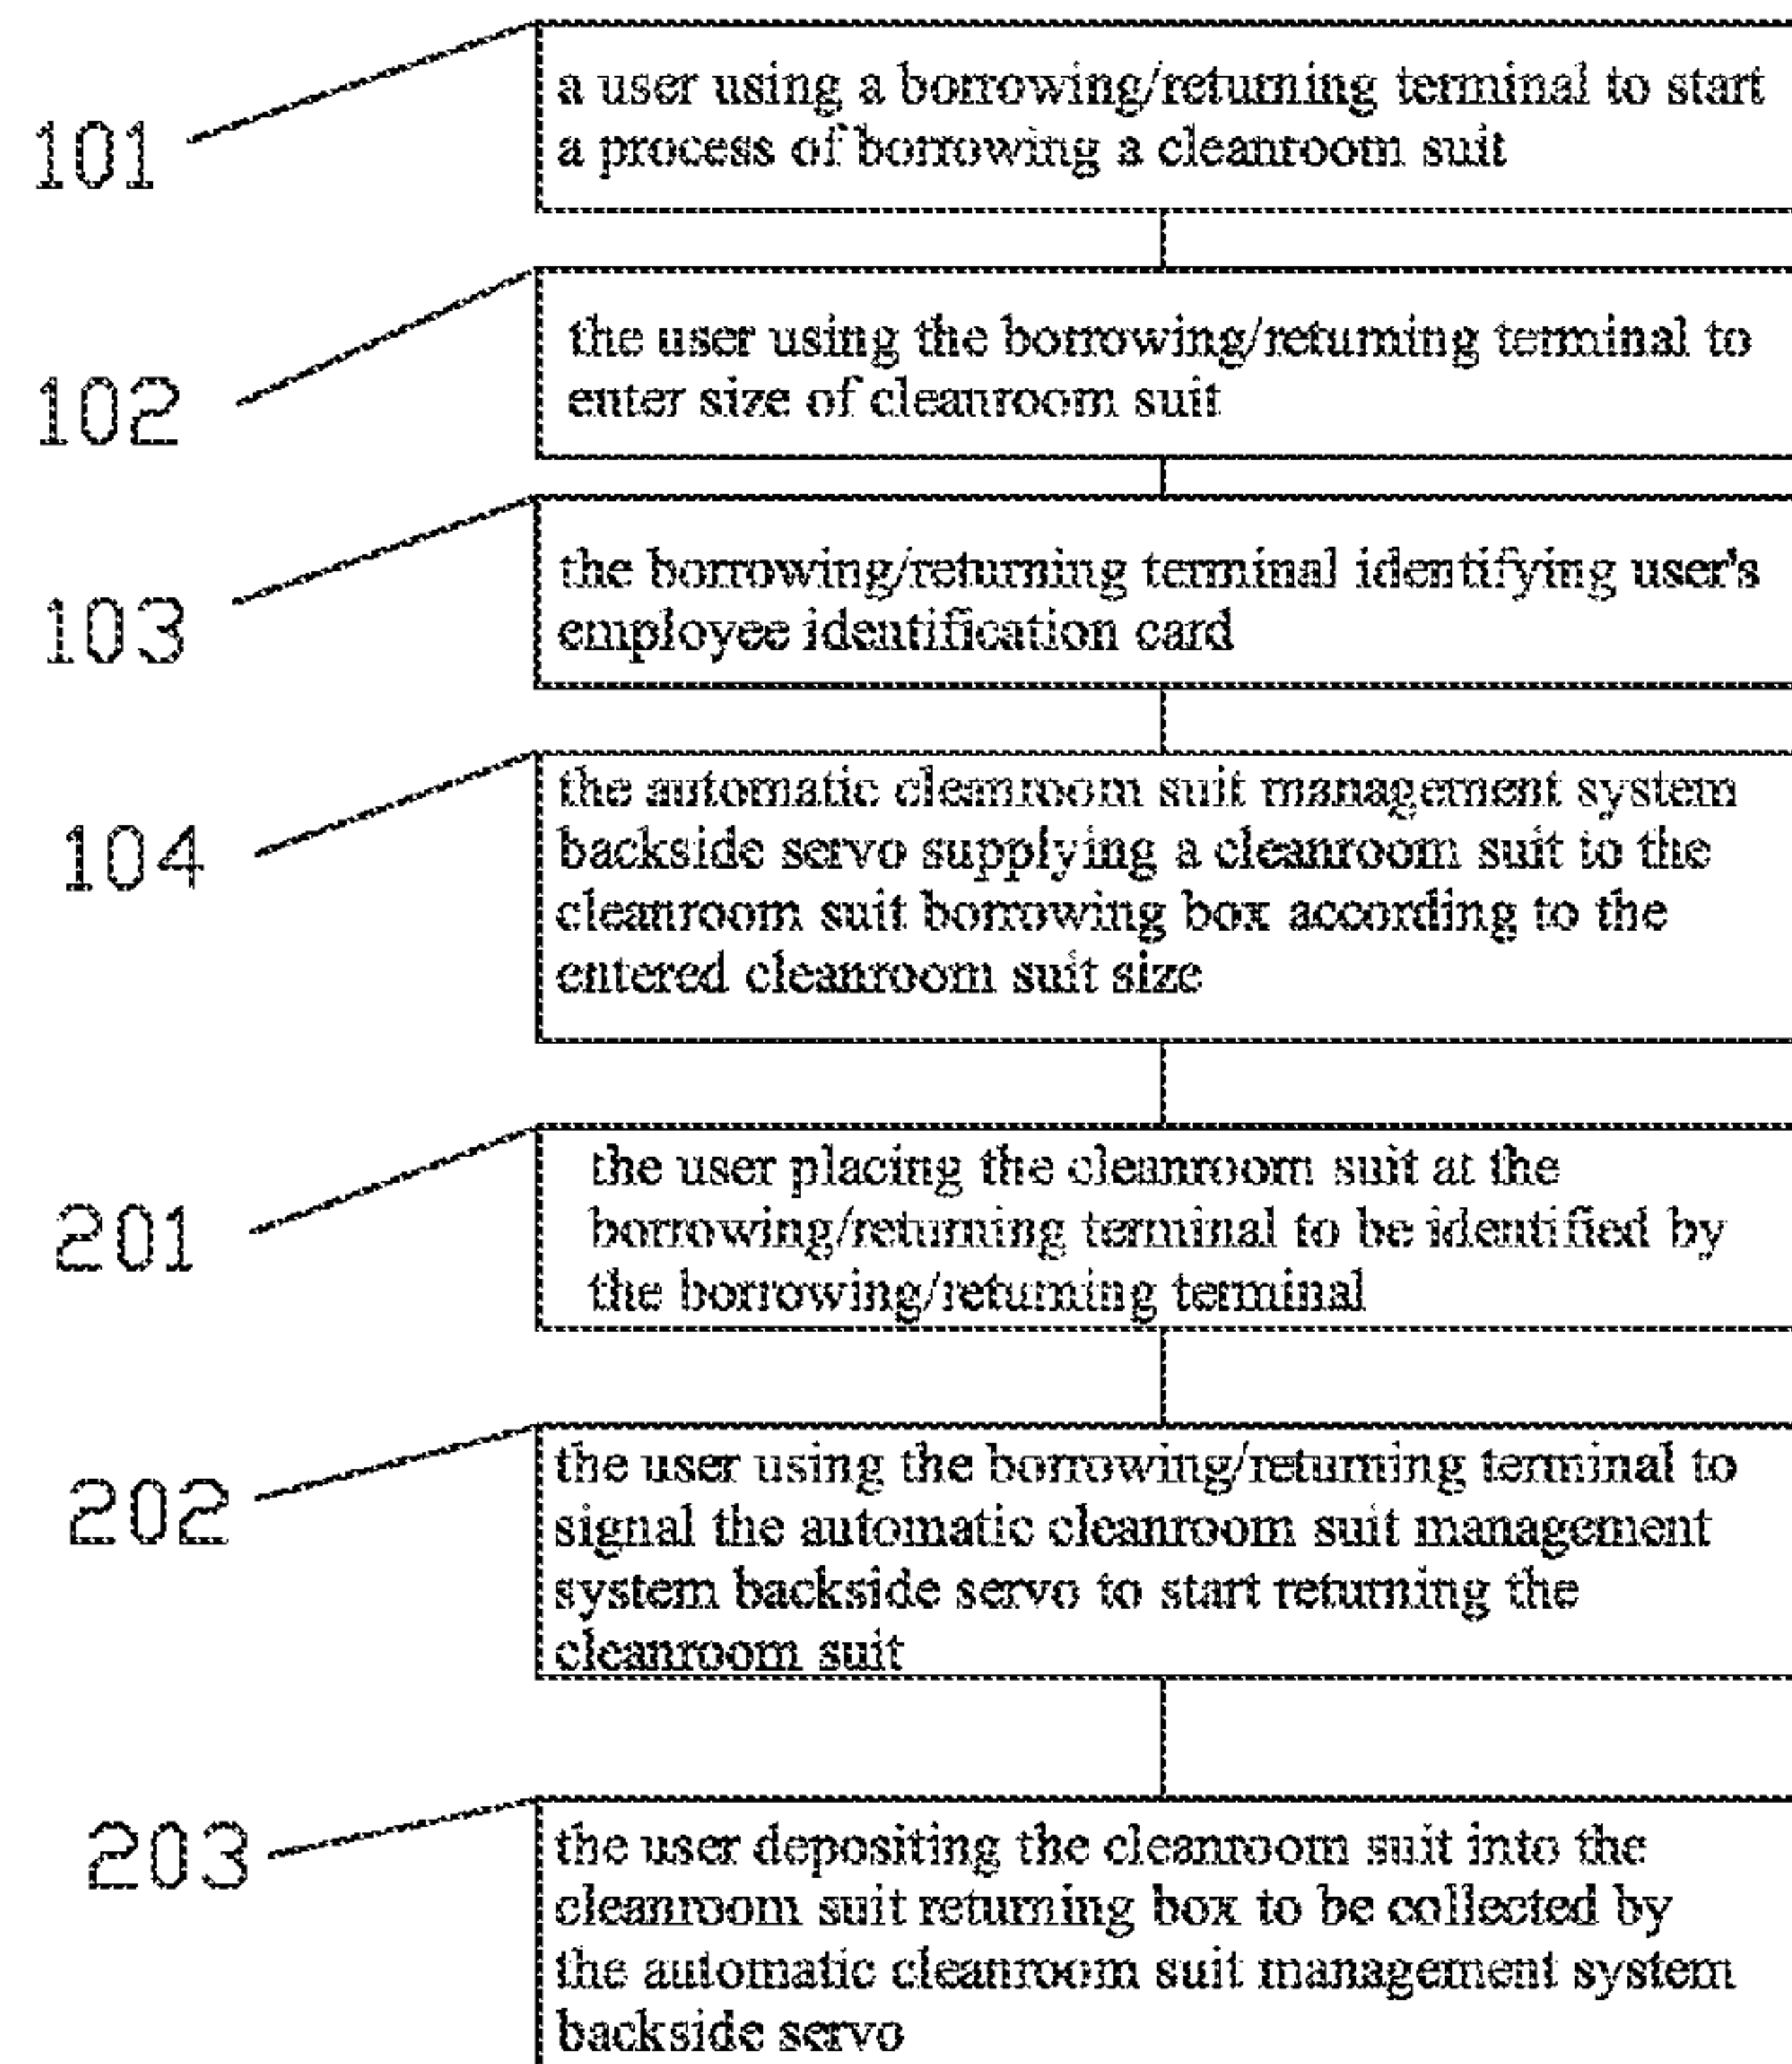 101
a user using a borrowing/returning terminal to start
a process of borrowing a cleanroom suit
102
the user using the borrowing/returning terminal to
enter size of cleanroom suit
103
the borrowing/returning terminal identifying user's
employee identification card
104
the automatic cleanroom suit management system
backside servo supplying a cleanroom suit to the
cleanroom suit borrowing box according to the
entered cleanroom suit size
201
the user placing the cleanroom suit at the
borrowing/returning terminal to be identified by
the borrowing/returning terminal
202
the user using the borrowing/returning terminal to
signal the automatic cleanroom suit management
system backside servo to start returning the
cleanroom suit
203
the user depositing the cleanroom suit into the
cleanroom suit returning box to be collected by
the automatic cleanroom suit management system
backside servo